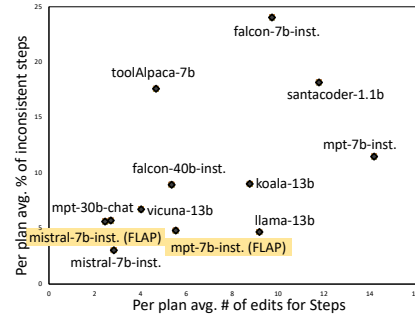 Per plan avg. % of inconsistent steps
25
20
15
10
5
0
falcon-7b-inst.
toolAlpaca-7b
santacoder-1.1b
mpt-7b-inst.
falcon-40b-inst.
koala-13b
mpt-30b-chat
vicuna-13b
llama-13b
mistral-7b-inst. (FLAP)
mpt-7b-inst. (FLAP)
mistral-7b-inst.
0 2 4 6 8 10 12 14 16
Per plan avg. # of edits for Steps